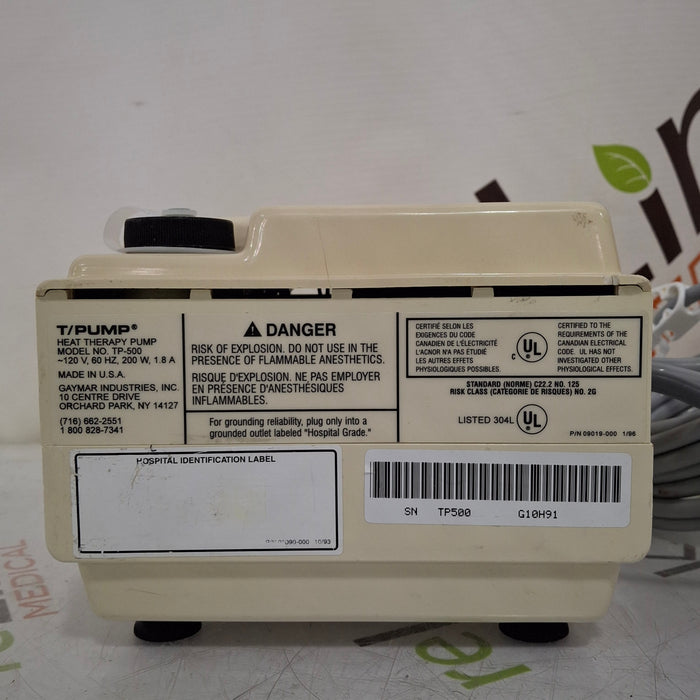 T/PUMP®
HEAT THERAPY PUMP
MODEL NO. TP-500
~120 V, 60 HZ, 200 W, 1.8 A
MADE IN U.S.A.
GAYMAR INDUSTRIES, INC.
10 CENTRE DRIVE
ORCHARD PARK, NY 14127
(716) 662-2551
1 800 828-7341
DANGER
RISK OF EXPLOSION. DO NOT USE IN THE
PRESENCE OF FLAMMABLE ANESTHETICS.
RISQUE D'EXPLOSION. NE PAS EMPLOYER
EN PRÉSENCE D'ANESTHÉSIQUES
INFLAMMABLES.
For grounding reliability, plug only into a
grounded outlet labeled "Hospital Grade."
CERTIFIÉ SELON LES
EXIGENCES DU CODE
CANADIEN DE L'ÉLECTRICITÉ
L'ACNOR N'A PAS ÉTUDIÉ
LES AUTRES EFFETS
PHYSIOLOGIQUES POSSIBLES.
C UL
CERTIFIED TO THE
REQUIREMENTS OF THE
CANADIAN ELECTRICAL
CODE. UL HAS NOT
INVESTIGATED OTHER
PHYSIOLOGICAL EFFECTS.
STANDARD (NORME) C22.2 NO. 125
RISK CLASS (CATÉGORIE DE RISQUES) NO. 2G
LISTED 304L UL
P/N 09019-000 1/96
HOSPITAL IDENTIFICATION LABEL
10/93
SN TP500 G10H91
MEDICAL
MEDICAL